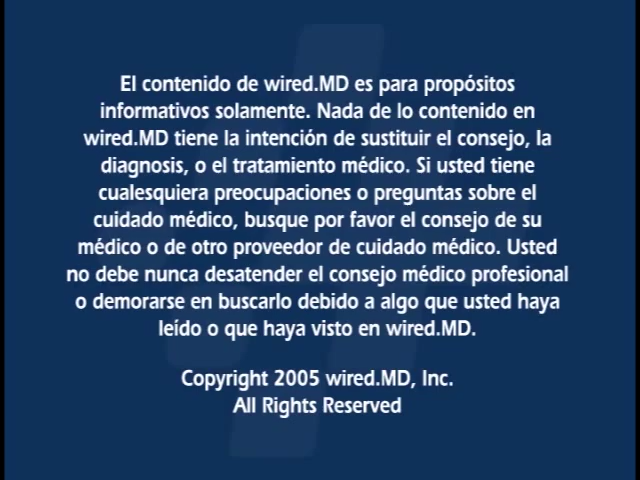 El contenido de wired.MD es para propósitos
informativos solamente. Nada de lo contenido en
wired.MD tiene la intención de sustituir el consejo, la
diagnosis, o el tratamiento médico. Si usted tiene
cualesquiera preocupaciones o preguntas sobre el
cuidado médico, busque por favor el consejo de su
médico o de otro proveedor de cuidado médico. Usted
no debe nunca desatender el consejo médico profesional
o demorarse en buscarlo debido a algo que usted haya
leído o que haya visto en wired.MD.
Copyright 2005 wired.MD, Inc.
All Rights Reserved